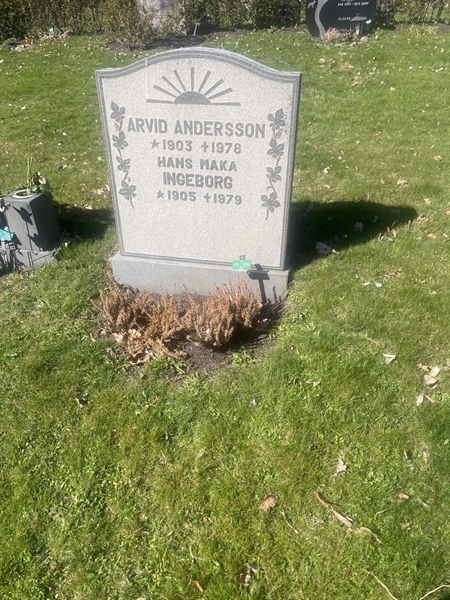 ARVID ANDERSSON
* 1903 + 1978
HANS MAKA
INGEBORG
* 1905 + 1979